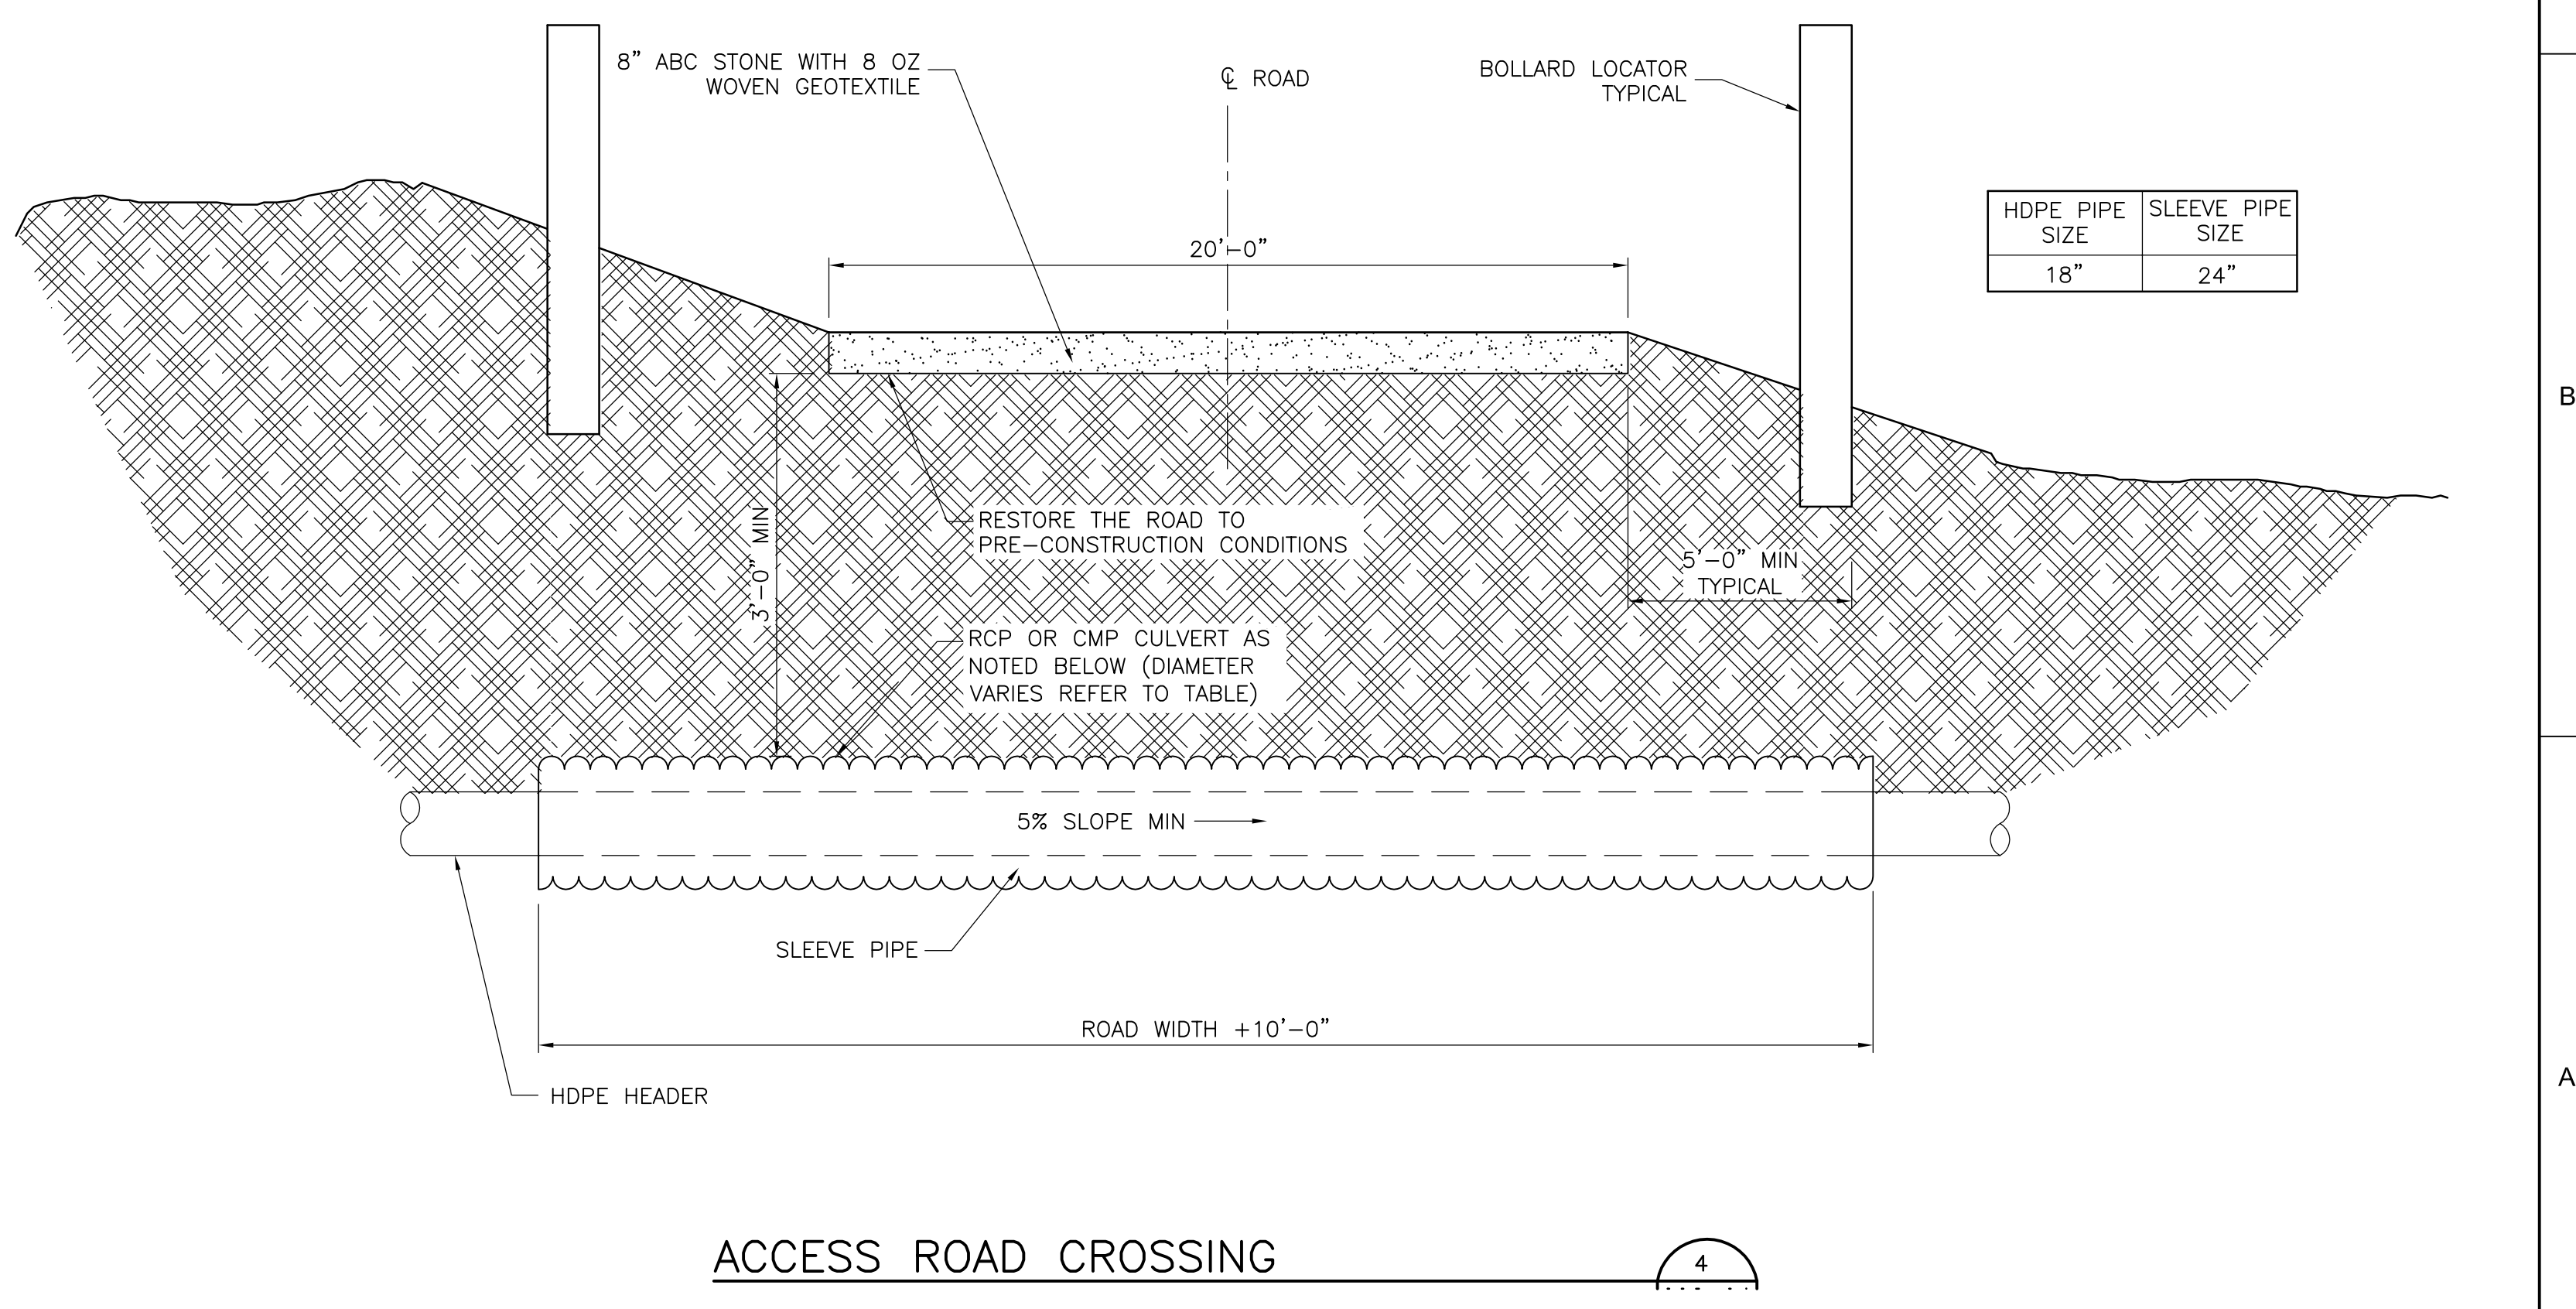 8” ABC STONE WITH 8 OZ
WOVEN GEOTEXTILE
℄ ROAD
BOLLARD LOCATOR
TYPICAL
HDPE PIPE
SIZE
SLEEVE PIPE
SIZE
18”
24”
20’–0”
B
RESTORE THE ROAD TO
PRE–CONSTRUCTION CONDITIONS
3’–0” MIN
5’–0” MIN
TYPICAL
RCP OR CMP CULVERT AS
NOTED BELOW (DIAMETER
VARIES REFER TO TABLE)
5% SLOPE MIN
SLEEVE PIPE
ROAD WIDTH +10’–0”
A
HDPE HEADER
ACCESS ROAD CROSSING
4